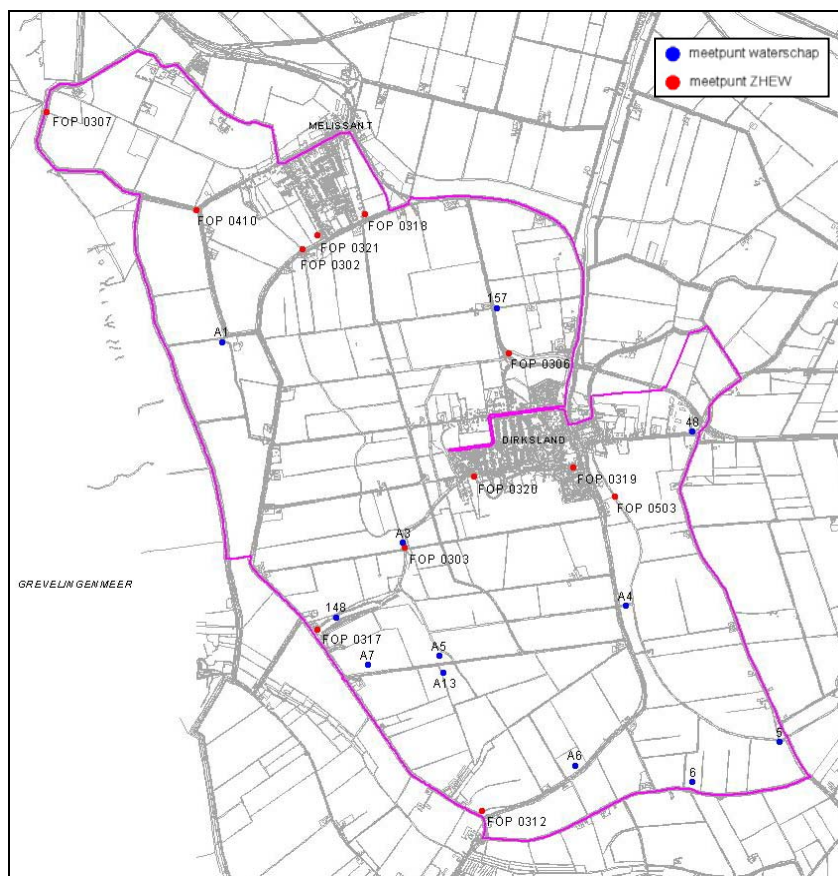 meetpunt waterschap
meetpunt ZHEW
FOP 0307
MELISSANT
FOP 0410
FOP 0318
FOP 0321
FOP 0302
157
A1
FOP 0306
48
DIRKSLAND
FOP 0319
FOP 0320
FOP 0503
A3
FOP 0303
GREVELINGENMEER
A4
148
FOP 0317
A5
A7
A13
5
A6
6
FOP 0312